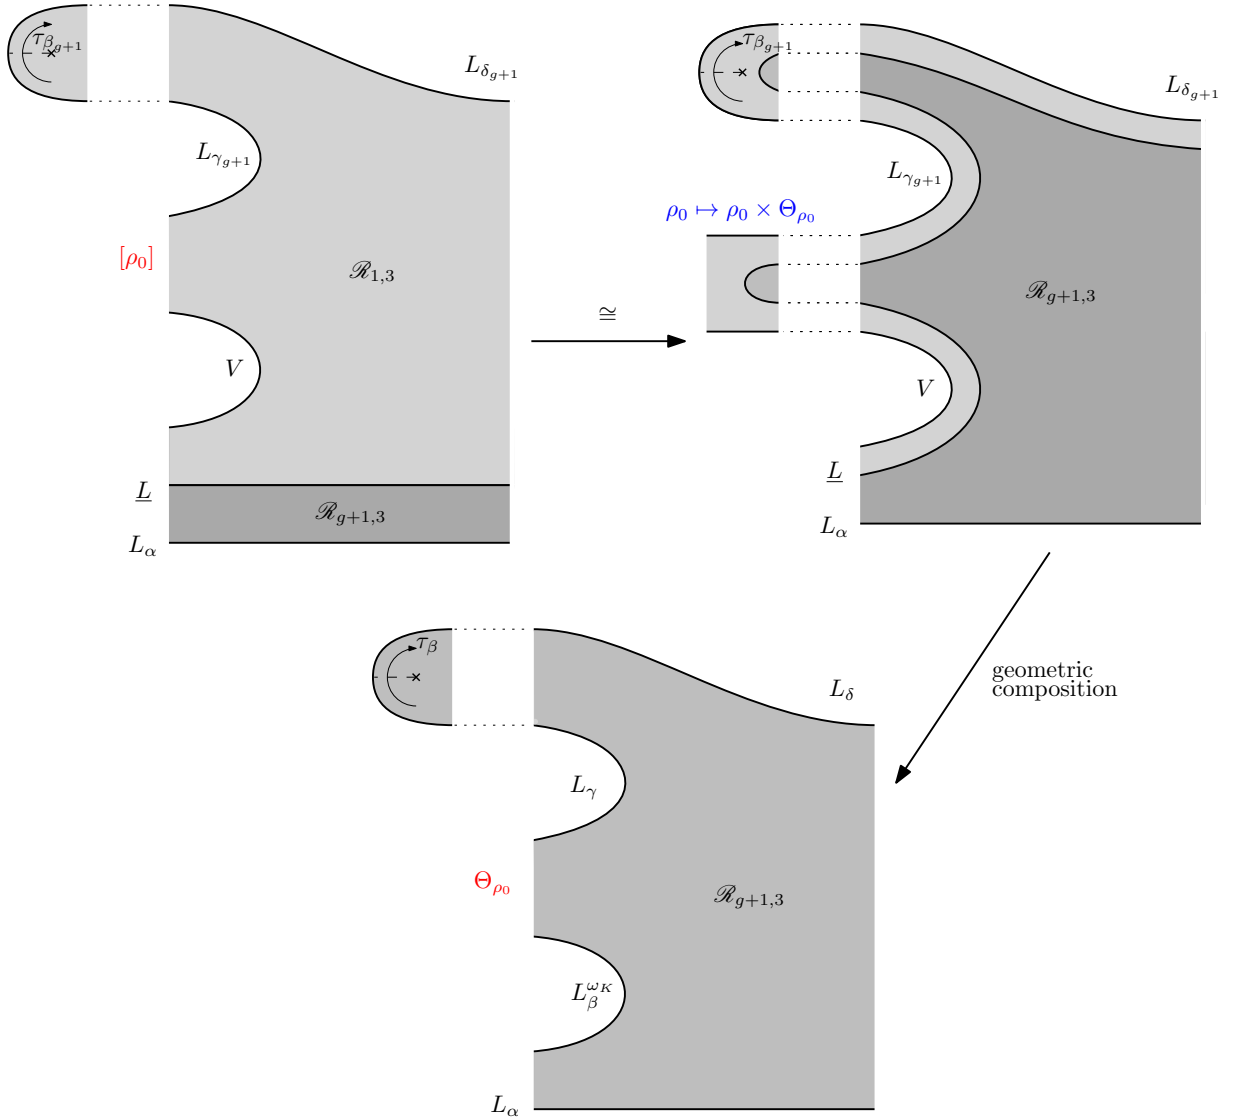 τ_{β_{g+1}}
L_{δ_{g+1}}
L_{γ_{g+1}}
[ρ_0]
ℛ_{1,3}
V
L
ℛ_{g+1,3}
L_α
≅
τ_{β_{g+1}}
L_{δ_{g+1}}
L_{γ_{g+1}}
ρ_0 ↦ ρ_0 × Θ_{ρ_0}
ℛ_{g+1,3}
V
L
L_α
geometric
composition
τ_β
L_δ
L_γ
Θ_{ρ_0}
ℛ_{g+1,3}
L_β^{ω_K}
L_α